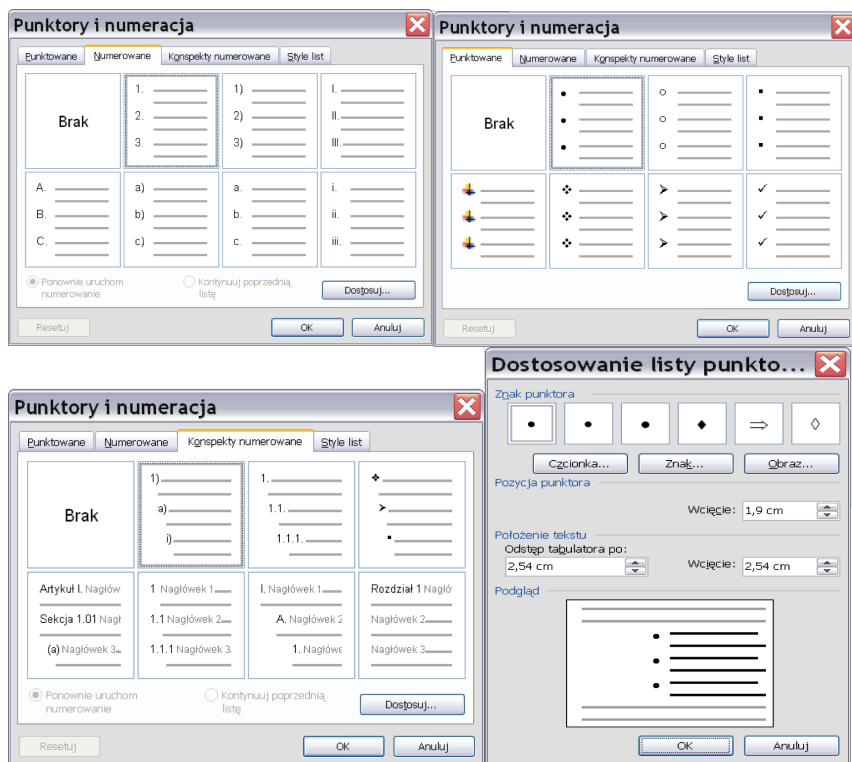 Punktory i numeracja
Punktowane Numerowane Konspekty numerowane Style list
Brak
1.
2.
3.
1)
2)
3)
I.
II.
III.
A.
B.
C.
a)
b)
c)
a.
b.
c.
i.
ii.
iii.
Ponownie uruchom
numerowanie
Kontynuuj poprzednią
listę
Dostosuj...
Resetuj OK Anuluj
Punktory i numeracja
Punktowane Numerowane Konspekty numerowane Style list
Brak
Dostosuj...
Resetuj OK Anuluj
Punktory i numeracja
Punktowane Numerowane Konspekty numerowane Style list
Brak
1)
a)
i)
1.
1.1.
1.1.1.
Artykuł I. Nagłów
Sekcja 1.01 Nagł
(a) Nagłówek 3
1 Nagłówek 1
1.1 Nagłówek 2
1.1.1 Nagłówek 3
I. Nagłówek 1
A. Nagłówek 2
1. Nagłówe
Rozdział 1 Nagłó
Nagłówek 2
Nagłówek 3
Ponownie uruchom
numerowanie
Kontynuuj poprzednią
listę
Dostosuj...
Resetuj OK Anuluj
Dostosowanie listy punkto...
Znak punktora
Czcionka... Znak... Obraz...
Pozycja punktora
Wcięcie: 1,9 cm
Położenie tekstu
Odstęp tabulatora po:
2,54 cm Wcięcie: 2,54 cm
Podgląd
OK Anuluj